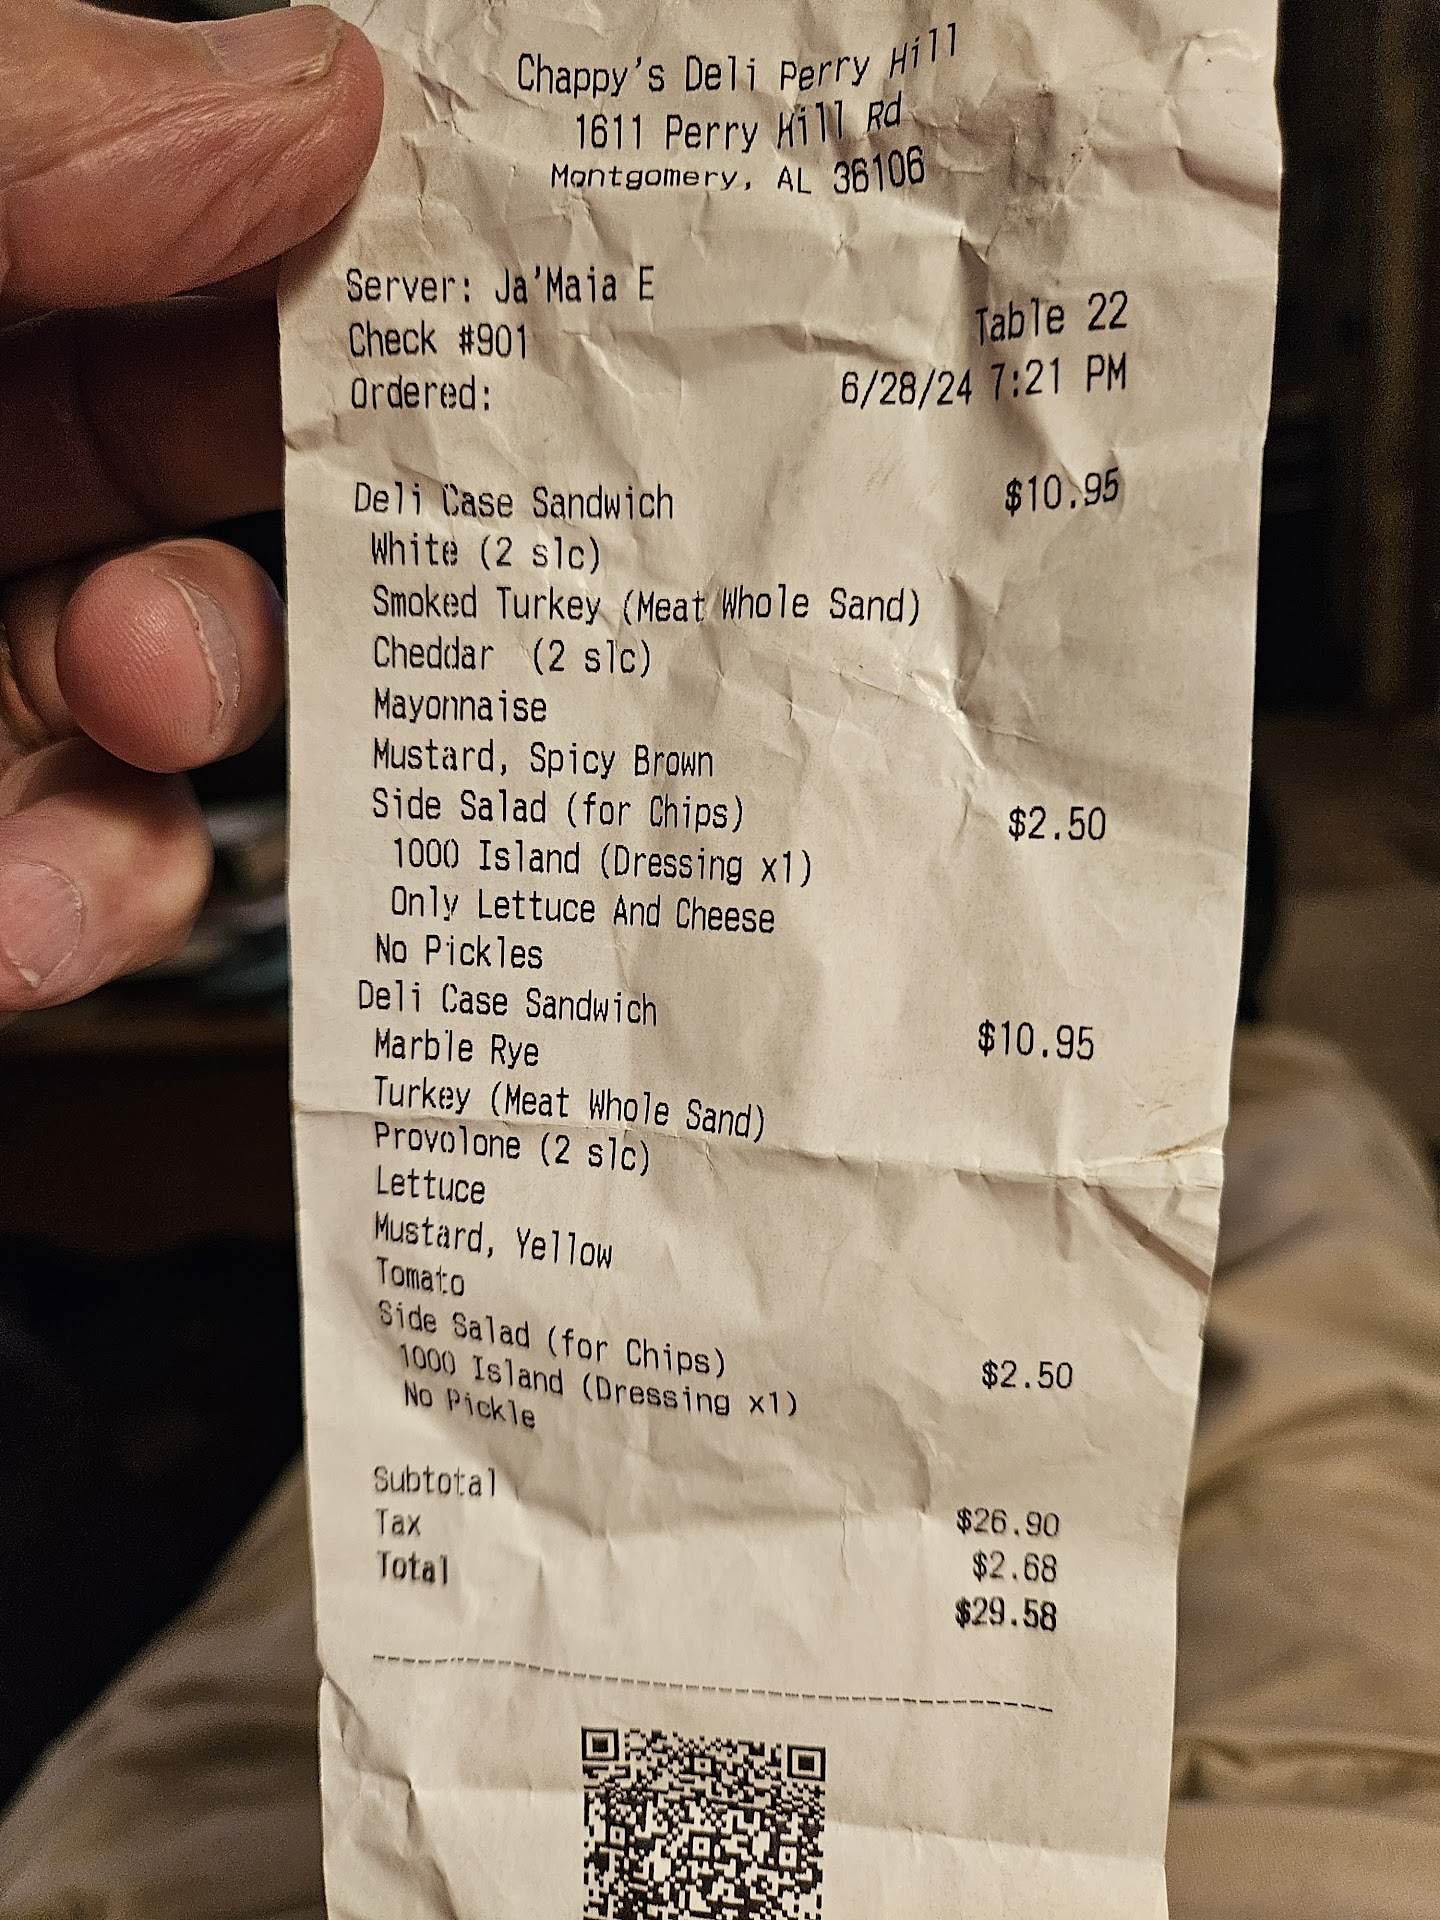 Chappy's Deli Perry Hill
1611 Perry Hill Rd
Montgomery, AL 36106
Server: Ja'Maia E
Check #901 Table 22
Ordered: 6/28/24 7:21 PM
Deli Case Sandwich $10.95
White (2 slc)
Smoked Turkey (Meat Whole Sand)
Cheddar (2 slc)
Mayonnaise
Mustard, Spicy Brown
Side Salad (for Chips) $2.50
1000 Island (Dressing x1)
Only Lettuce And Cheese
No Pickles
Deli Case Sandwich $10.95
Marble Rye
Turkey (Meat Whole Sand)
Provolone (2 slc)
Lettuce
Mustard, Yellow
Tomato
Side Salad (for Chips) $2.50
1000 Island (Dressing x1)
No Pickle
Subtotal $26.90
Tax $2.68
Total $29.58